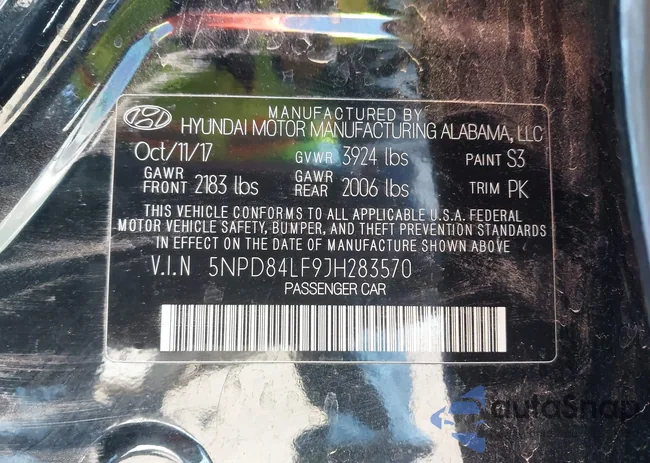 MANUFACTURED BY
HYUNDAI MOTOR MANUFACTURING ALABAMA, LLC
Oct/11/17 GVWR 3924 lbs PAINT S3
GAWR FRONT 2183 lbs GAWR REAR 2006 lbs TRIM PK
THIS VEHICLE CONFORMS TO ALL APPLICABLE U.S.A. FEDERAL
MOTOR VEHICLE SAFETY, BUMPER, AND THEFT PREVENTION STANDARDS
IN EFFECT ON THE DATE OF MANUFACTURE SHOWN ABOVE
V.I.N 5NPD84LF9JH283570
PASSENGER CAR
autoSnap